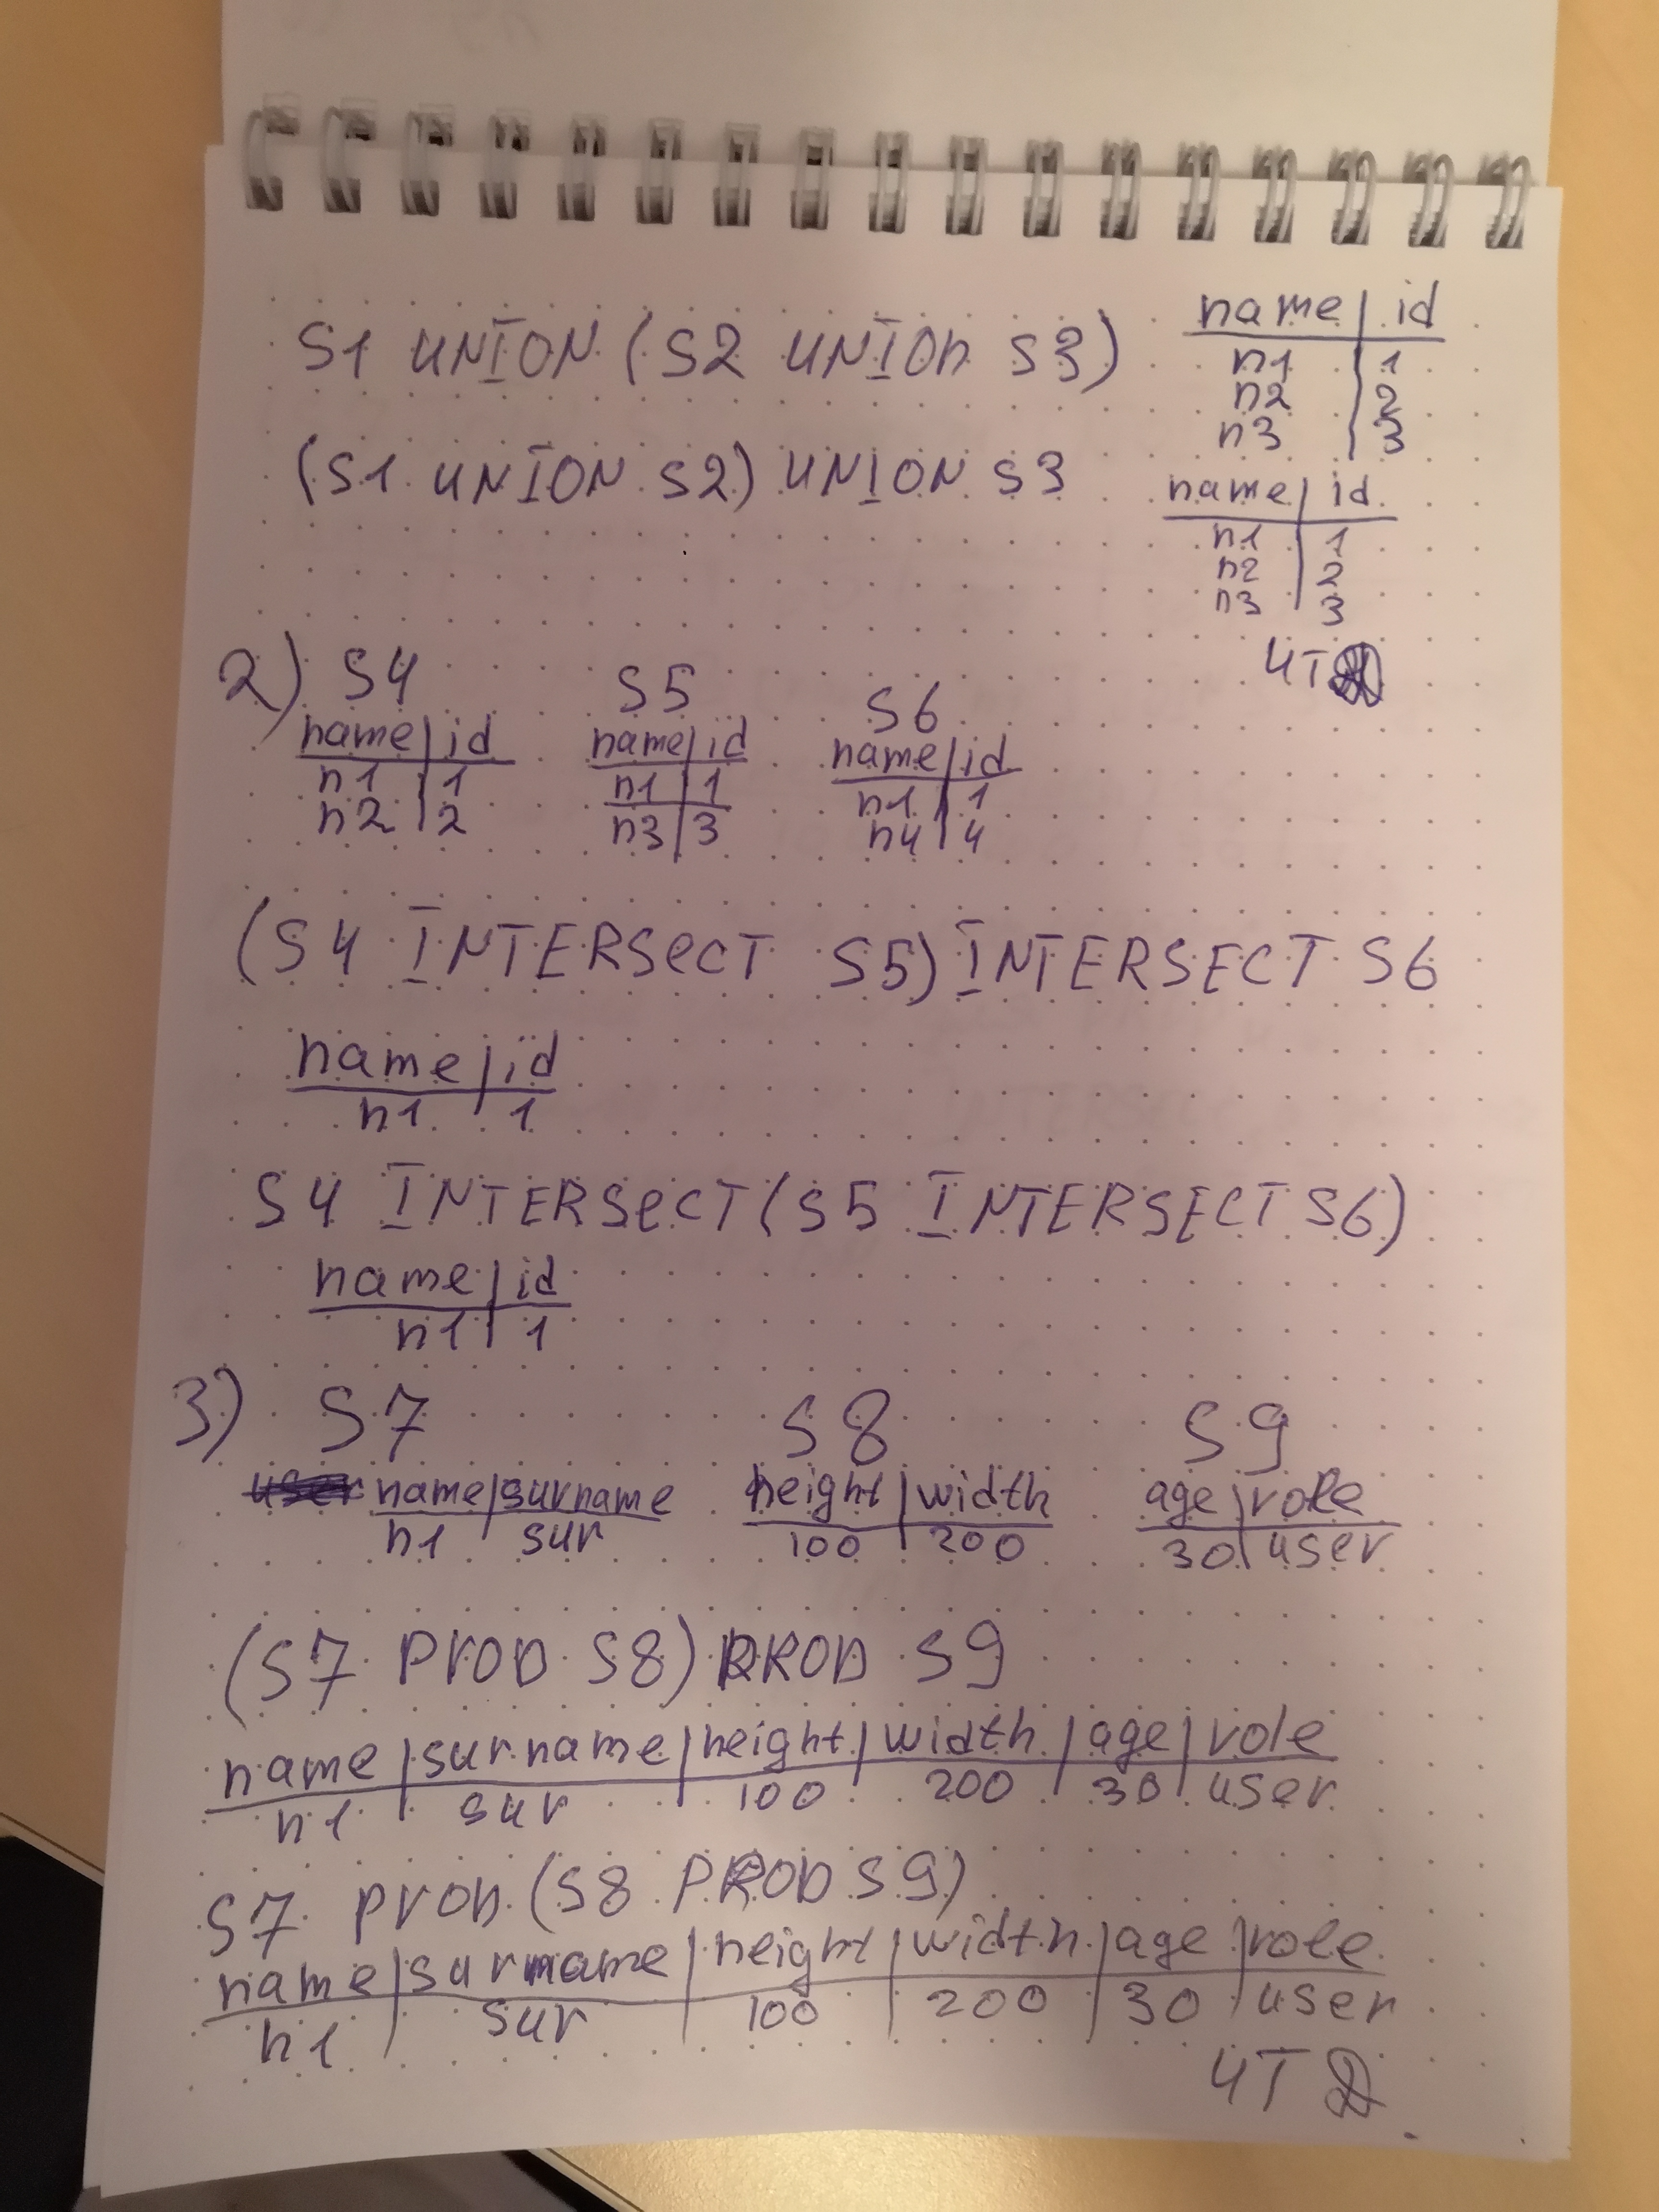 S1 UNION (S2 UNIOn S3)
name | id
n1 | 1
n2 | 2
n3 | 3
(S1 UNION S2) UNION S3
name | id
n1 | 1
n2 | 2
n3 | 3
ЧТД
2) S4 S5 S6
name | id name | id name | id
n1 | 1 n1 | 1 n1 | 1
n2 | 2 n3 | 3 n4 | 4
(S4 INTERSecT S5) INTERSECT S6
name | id
n1 | 1
S4 INTERSecT (S5 INTERSECT S6)
name | id
n1 | 1
3) S7 S8 S9
name | surname height | width age | role
n1 | sur 100 | 200 30 | user
(S7 PrOD S8) PROD S9
name | surname | height | width | age | role
n1 | sur | 100 | 200 | 30 | user
S7 PrOD (S8 PROD S9)
name | surname | height | width | age | role
n1 | sur | 100 | 200 | 30 | user
ЧТД